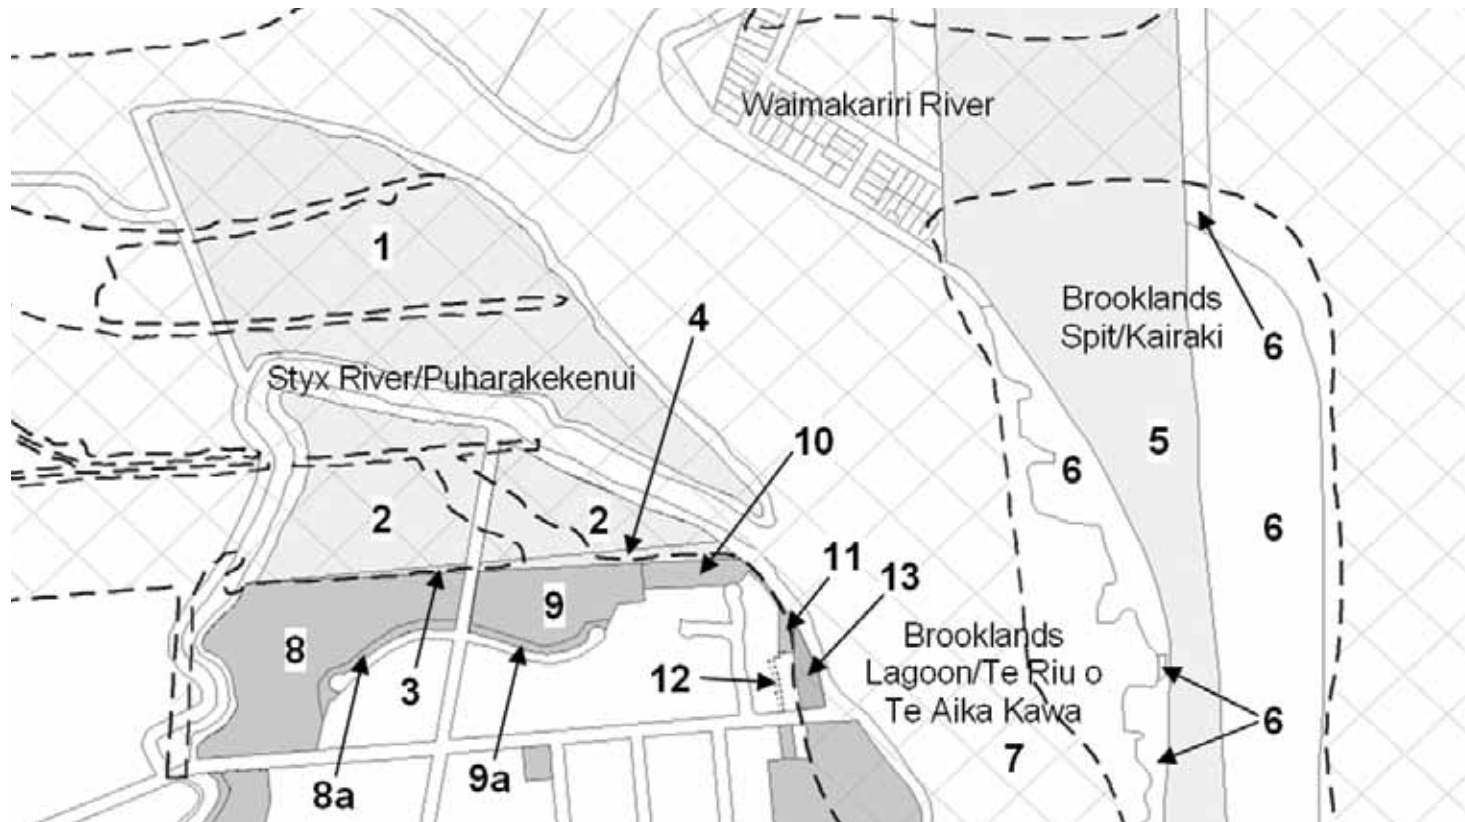 Waimakariri River
1
Brooklands
Spit/Kairaki
6
4
Styx River/Puharakekenui
10
5
6
2
2
6
11
13
9
8
Brooklands
Lagoon/Te Riu o
Te Aika Kawa
12
3
6
7
9a
8a